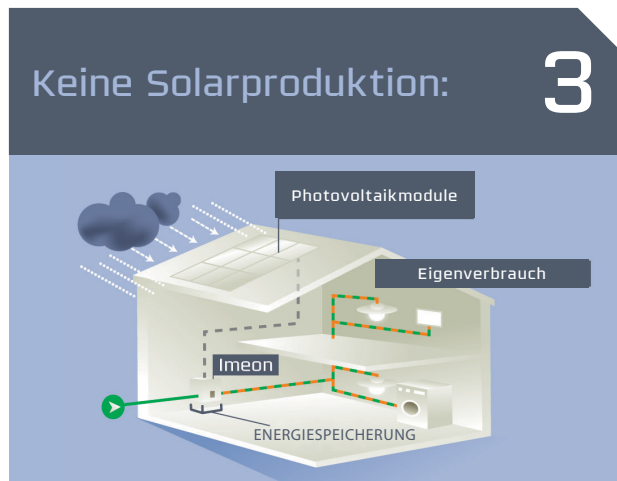 Keine Solarproduktion:
3
Photovoltaikmodule
Eigenverbrauch
Imeon
ENERGIESPEICHERUNG